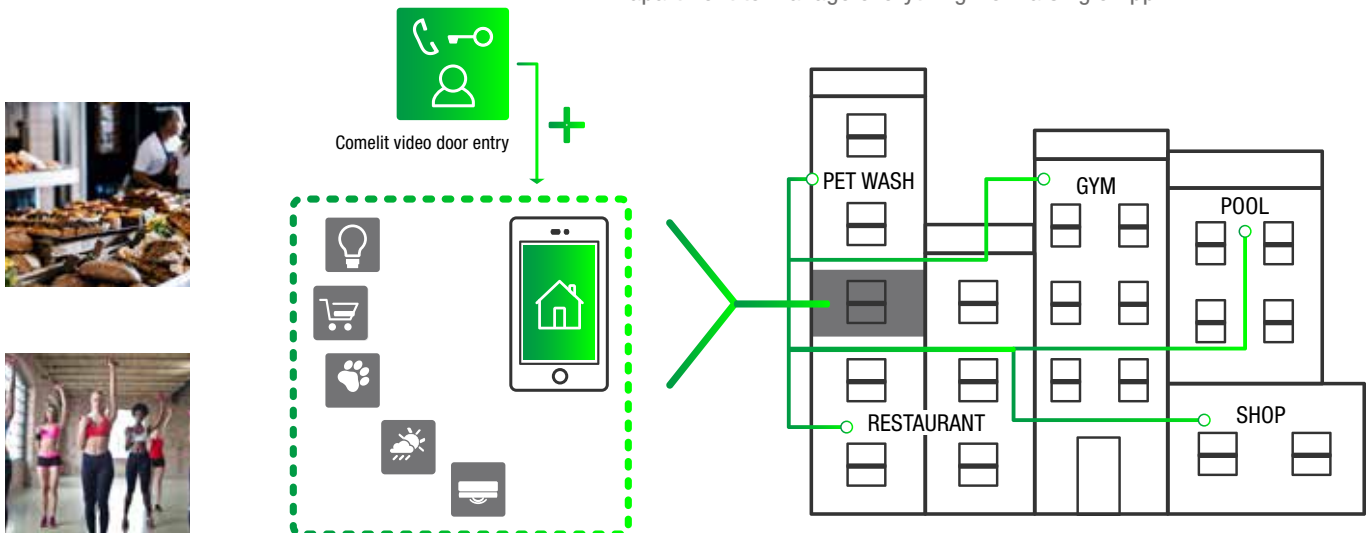 Comelit video door entry
PET WASH
GYM
POOL
RESTAURANT
SHOP